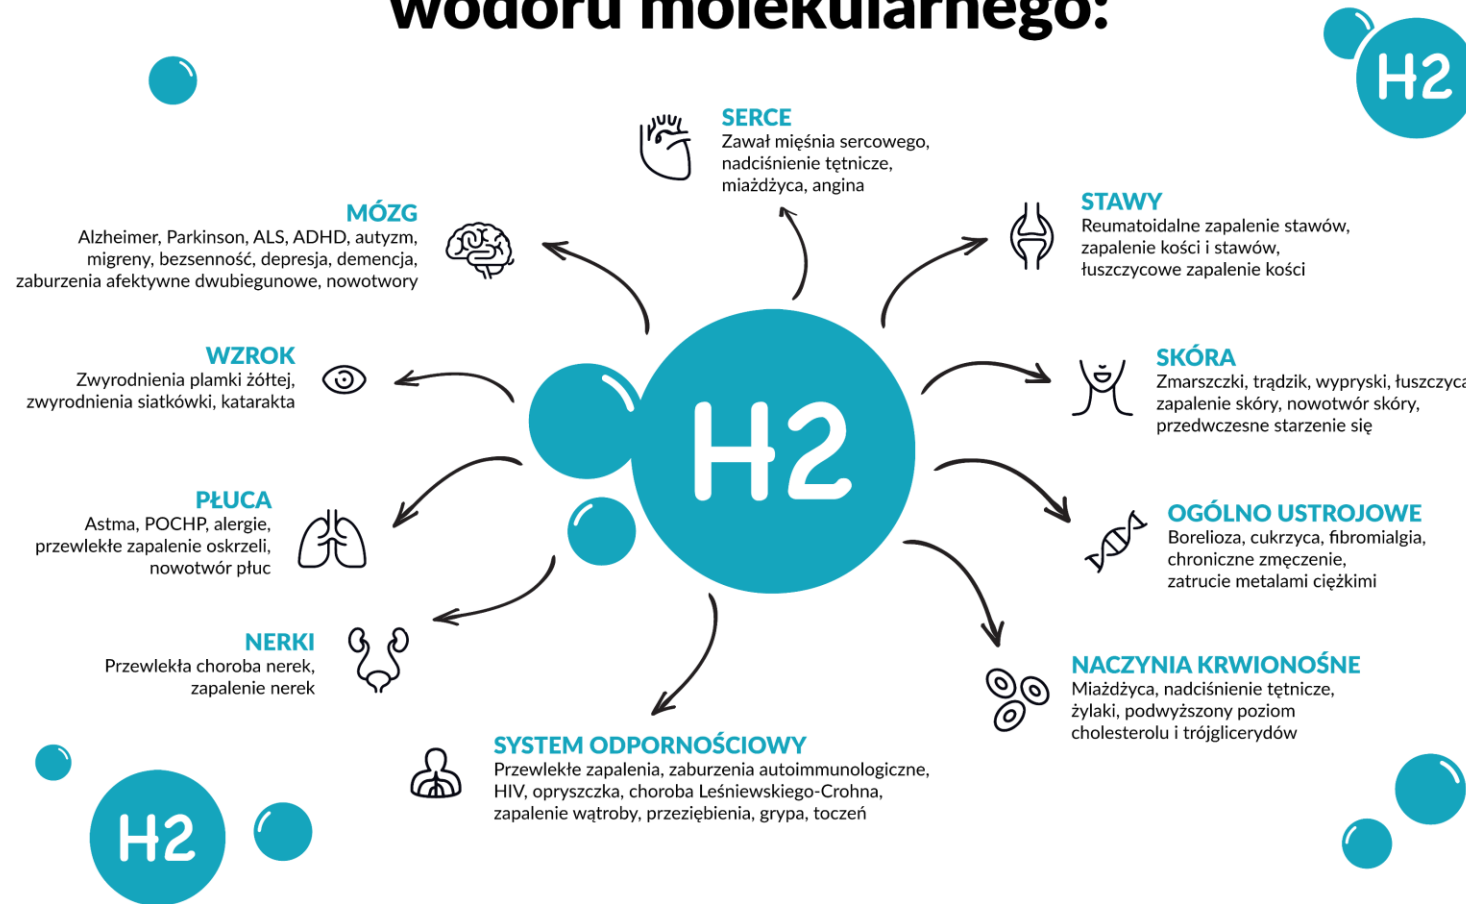 wodoru molekularnego:
H2
SERCE
Zawał mięśnia sercowego,
nadciśnienie tętnicze,
miażdżyca, angina
MÓZG
Alzheimer, Parkinson, ALS, ADHD, autyzm,
migreny, bezsenność, depresja, demencja,
zaburzenia afektywne dwubiegunowe, nowotwory
STAWY
Reumatoidalne zapalenie stawów,
zapalenie kości i stawów,
łuszczycowe zapalenie kości
WZROK
Zwyrodnienia plamki żółtej,
zwyrodnienia siatkówki, katarakta
SKÓRA
Zmarszczki, trądzik, wypryski, łuszczyca
zapalenie skóry, nowotwór skóry,
przedwczesne starzenie się
H2
PŁUCA
Astma, POCHP, alergie,
przewlekłe zapalenie oskrzeli,
nowotwór płuc
OGÓLNO USTROJOWE
Borelioza, cukrzyca, fibromialgia,
chroniczne zmęczenie,
zatrucie metalami ciężkimi
NERKI
Przewlekła choroba nerek,
zapalenie nerek
NACZYNIA KRWIONOŚNE
Miażdżyca, nadciśnienie tętnicze,
żylaki, podwyższony poziom
cholesterolu i trójglicerydów
SYSTEM ODPORNOŚCIOWY
Przewlekłe zapalenia, zaburzenia autoimmunologiczne,
HIV, opryszczka, choroba Leśniewskiego-Crohna,
zapalenie wątroby, przeziębienia, grypa, toczeń
H2